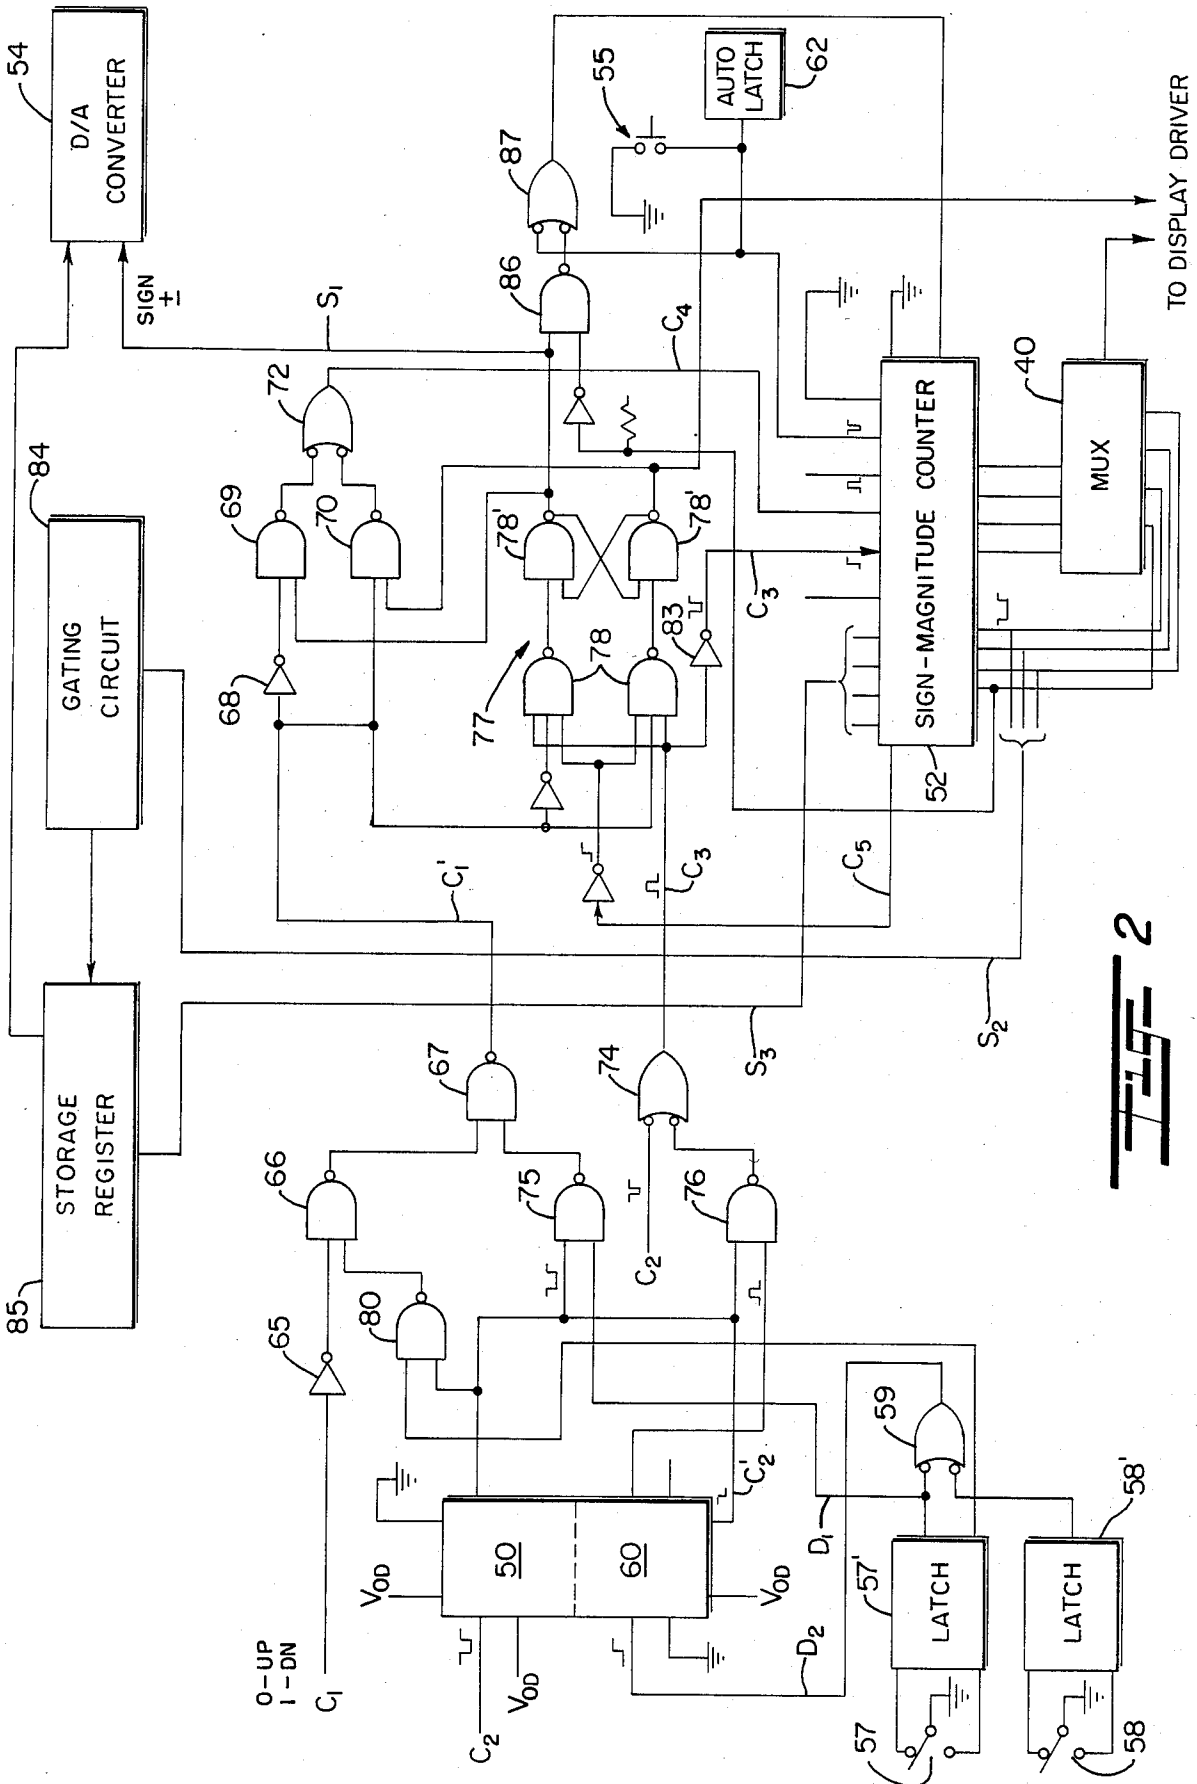 54
D/A
CONVERTER
SIGN
±
S1
84
GATING
CIRCUIT
85
STORAGE
REGISTER
72
69
70
68
C1'
67
66
65
80
75
74
76
C2
77
78
78'
78'
83
C3
C3
C4
C5
86
87
55
AUTO
LATCH
62
SIGN-MAGNITUDE COUNTER
52
40
MUX
TO DISPLAY DRIVER
S2
S3
0-UP
1-DN
C1
VOD
50
60
C2
VOD
VOD
C2'
D1
D2
59
57'
LATCH
57
58'
LATCH
58
Fig 2